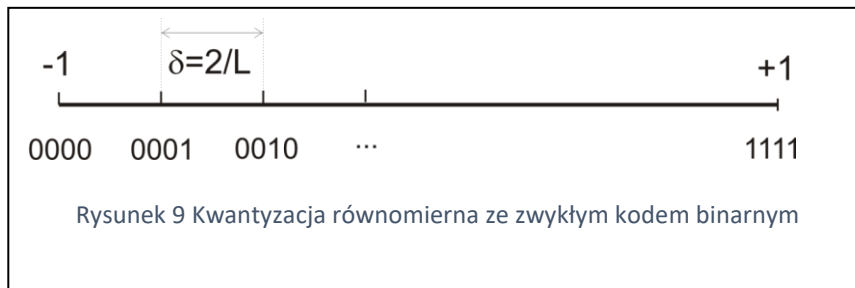 -1 δ=2/L +1
0000 0001 0010 ... 1111
Rysunek 9 Kwantyzacja równomierna ze zwykłym kodem binarnym